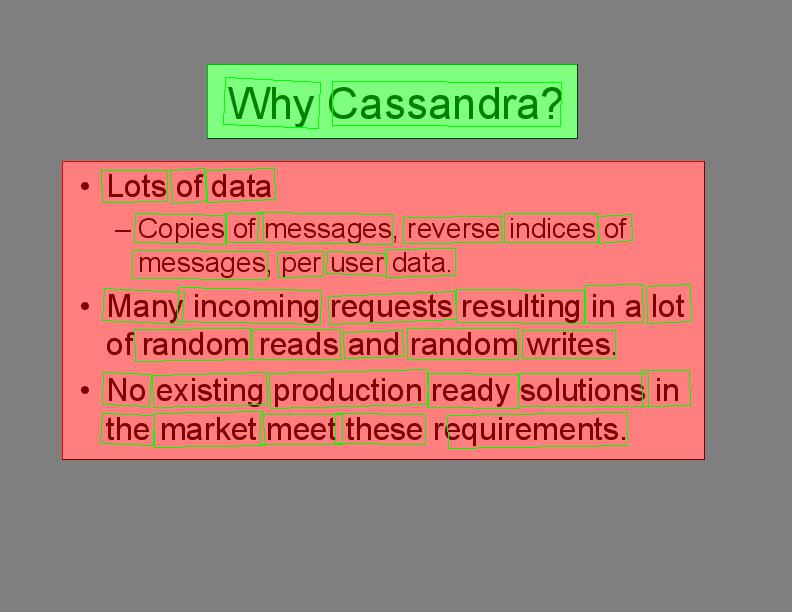 Why Cassandra?
• Lots of data
– Copies of messages, reverse indices of
messages, per user data.
• Many incoming requests resulting in a lot
of random reads and random writes.
• No existing production ready solutions in
the market meet these requirements.